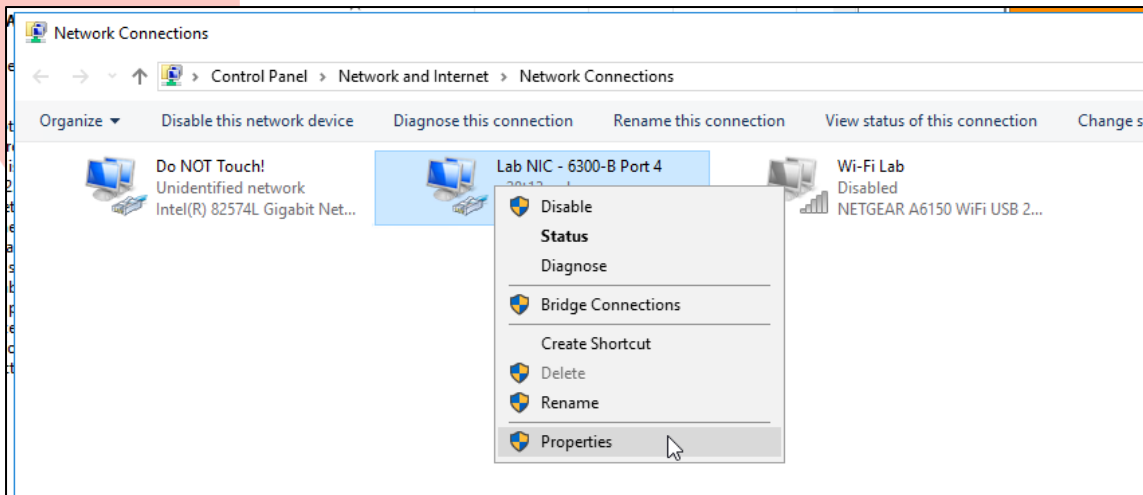 Network Connections
Control Panel > Network and Internet > Network Connections
Organize Disable this network device Diagnose this connection Rename this connection View status of this connection Change s
Do NOT Touch!
Unidentified network
Intel(R) 82574L Gigabit Net...
Lab NIC - 6300-B Port 4
Wi-Fi Lab
Disabled
NETGEAR A6150 WiFi USB 2...
Disable
Status
Diagnose
Bridge Connections
Create Shortcut
Delete
Rename
Properties